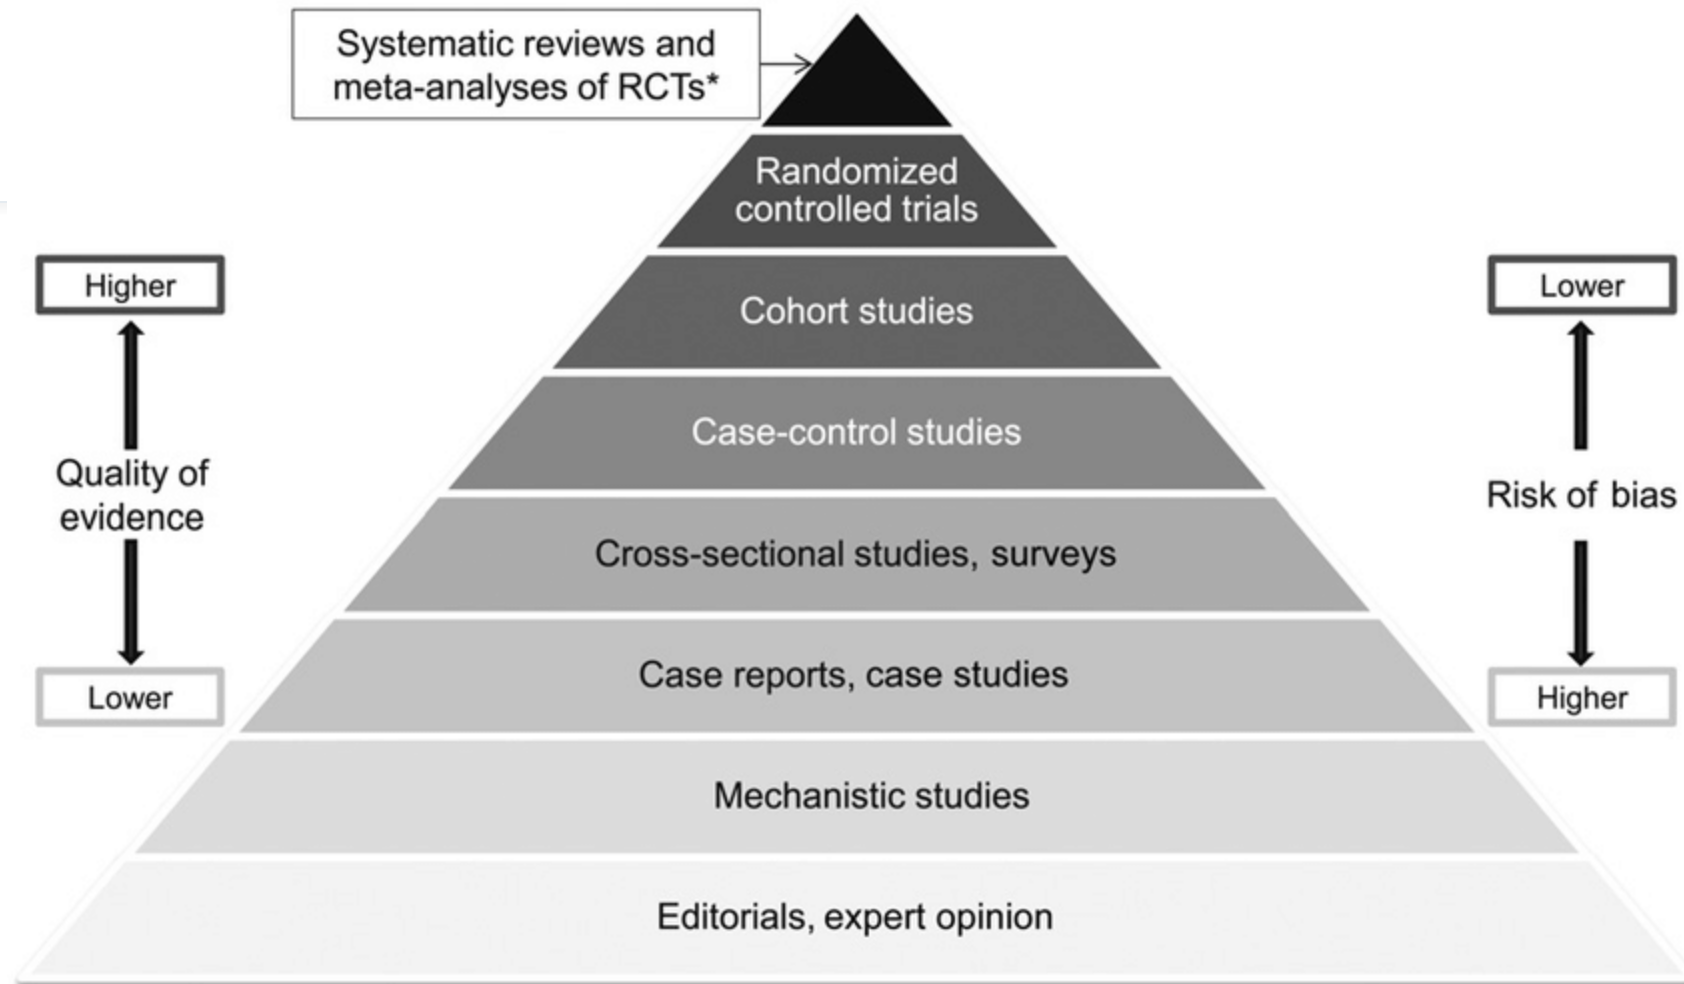 Systematic reviews and
meta-analyses of RCTs*
Randomized
controlled trials
Cohort studies
Case-control studies
Cross-sectional studies, surveys
Case reports, case studies
Mechanistic studies
Editorials, expert opinion
Higher
Quality of
evidence
Lower
Lower
Risk of bias
Higher